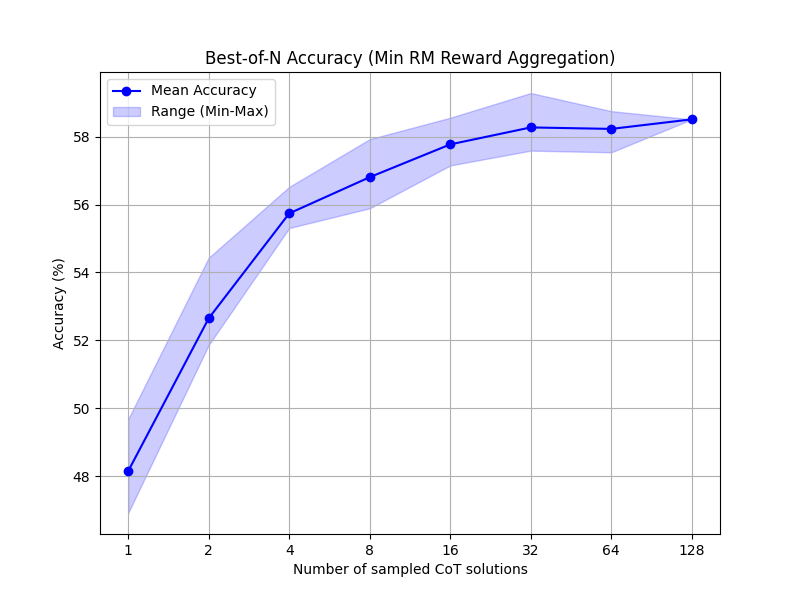 Best-of-N Accuracy (Min RM Reward Aggregation)
Mean Accuracy
Range (Min-Max)
Accuracy (%)
58
56
54
52
50
48
1 2 4 8 16 32 64 128
Number of sampled CoT solutions